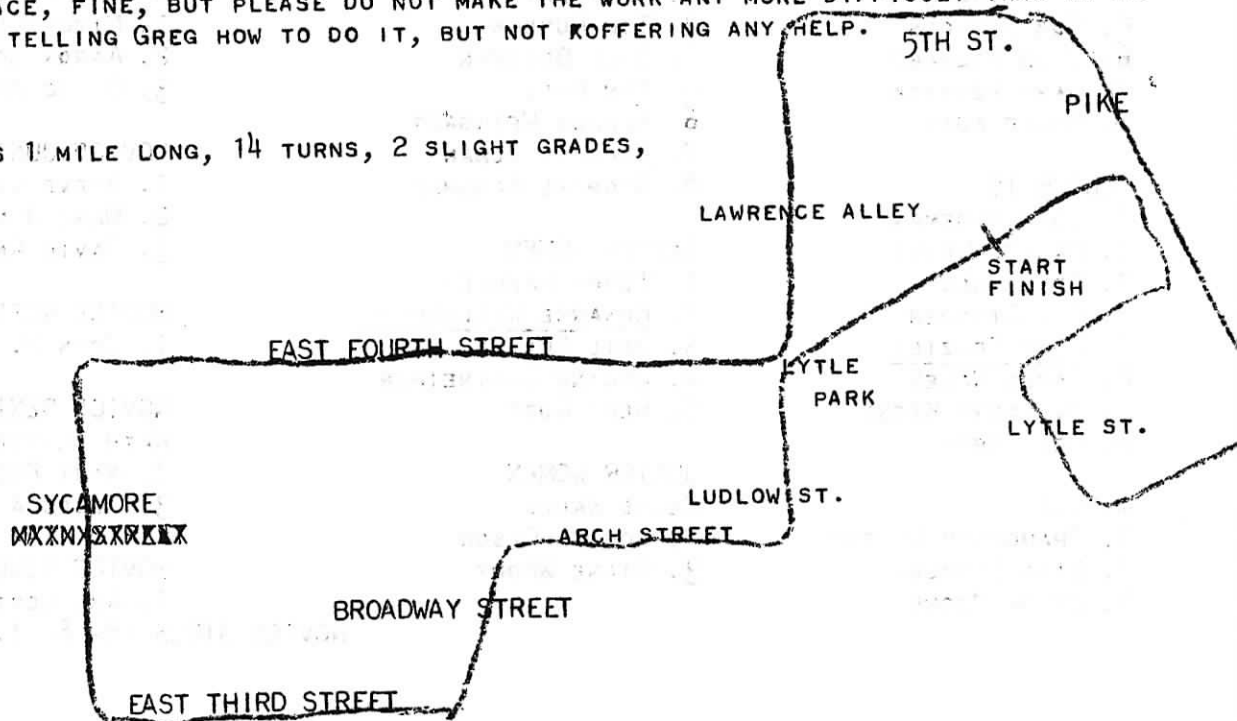 CE, FINE, BUT PLEASE DO NOT MAKE THE WORK ANY MORE DIFFICULT
TELLING GREG HOW TO DO IT, BUT NOT KOFFERING ANY HELP.
5TH ST.
PIKE
1 MILE LONG, 14 TURNS, 2 SLIGHT GRADES,
LAWRENCE ALLEY
START
FINISH
EAST FOURTH STREET
LYTLE
PARK
LYTLE ST.
SYCAMORE
LUDLOW ST.
ARCH STREET
BROADWAY STREET
EAST THIRD STREET